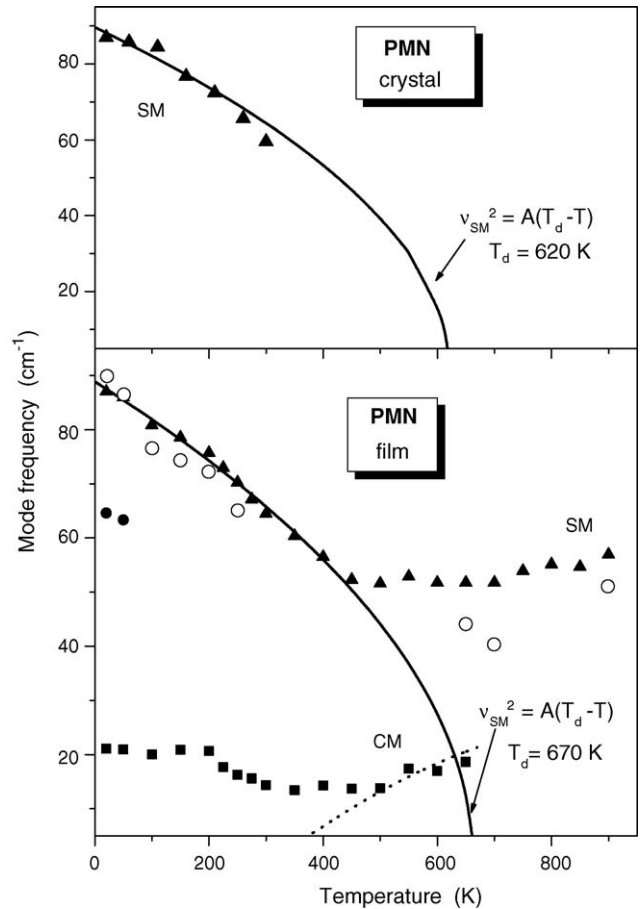 80
60
40
20
PMN
crystal
SM
ν_SM² = A(T_d -T)
T_d = 620 K
80
60
40
20
0
PMN
film
SM
CM
ν_SM² = A(T_d -T)
T_d = 670 K
0
200
400
600
800
Mode frequency (cm⁻¹)
Temperature (K)